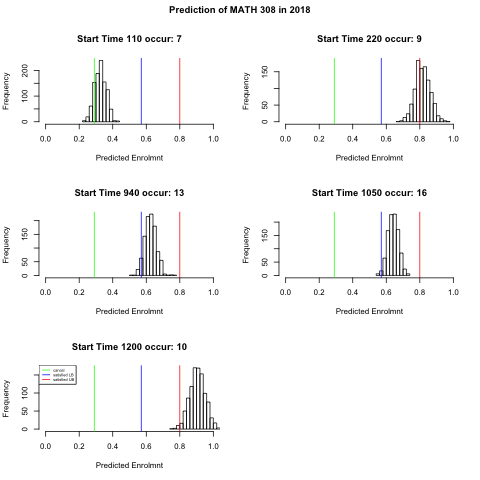 Prediction of MATH 308 in 2018
Start Time 110 occur: 7
Frequency
0 50 100 200
0.0 0.2 0.4 0.6 0.8 1.0
Predicted Enrolmnt
Start Time 220 occur: 9
Frequency
0 50 150
0.0 0.2 0.4 0.6 0.8 1.0
Predicted Enrolmnt
Start Time 940 occur: 13
Frequency
0 50 150
0.0 0.2 0.4 0.6 0.8 1.0
Predicted Enrolmnt
Start Time 1050 occur: 16
Frequency
0 50 150
0.0 0.2 0.4 0.6 0.8 1.0
Predicted Enrolmnt
Start Time 1200 occur: 10
Frequency
0 50 100
satisfied LB
satisfied UB
0.0 0.2 0.4 0.6 0.8 1.0
Predicted Enrolmnt